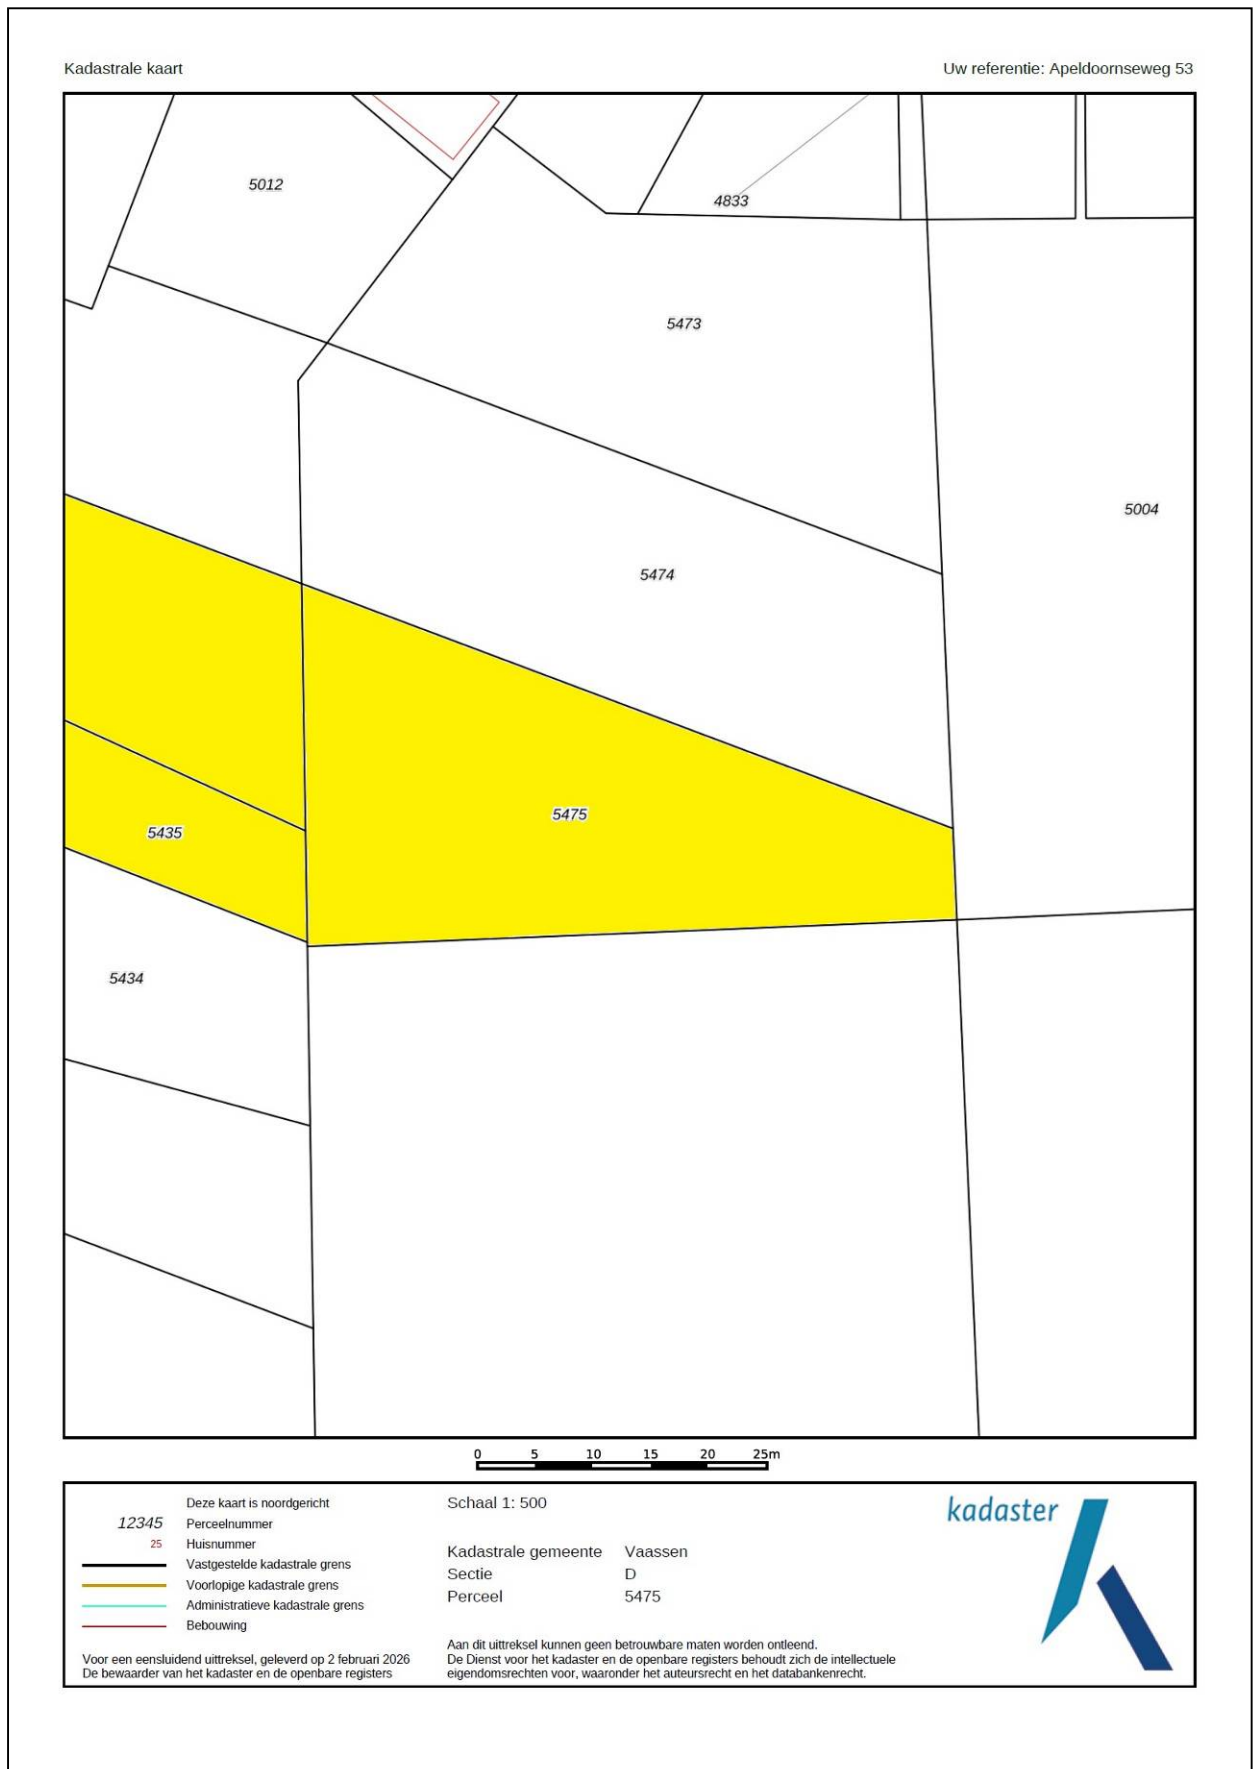 Kadastrale kaart
Uw referentie: Apeldoornseweg 53
5012
4833
5473
5004
5474
5475
5435
5434
0 5 10 15 20 25m
Deze kaart is noordgericht
12345 Perceelnummer
25 Huisnummer
Vastgestelde kadastrale grens
Voorlopige kadastrale grens
Administratieve kadastrale grens
Bebouwing
Voor een eensluidend uittreksel, geleverd op 2 februari 2026
De bewaarder van het kadaster en de openbare registers
Schaal 1: 500
Kadastrale gemeente Vaassen
Sectie D
Perceel 5475
Aan dit uittreksel kunnen geen betrouwbare maten worden ontleend.
De Dienst voor het kadaster en de openbare registers behoudt zich de intellectuele
eigendomsrechten voor, waaronder het auteursrecht en het databankenrecht.
kadaster